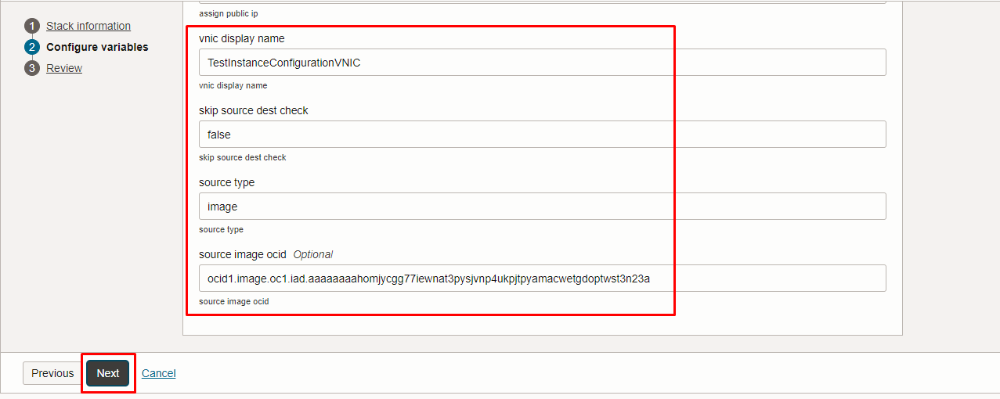 assign public ip
1 Stack information
2 Configure variables
3 Review
vnic display name
TestInstanceConfigurationVNIC
vnic display name
skip source dest check
false
skip source dest check
source type
image
source type
source image ocid Optional
ocid1.image.oc1.iad.aaaaaaaahomjycgg77iewnat3pysjvnp4ukpjtpyamacwetgdoptwst3n23a
source image ocid
Previous Next Cancel